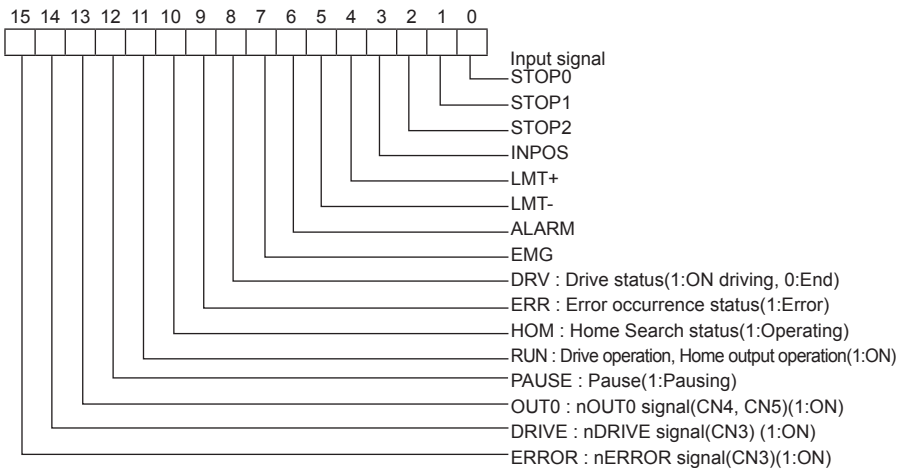 15 14 13 12 11 10 9 8 7 6 5 4 3 2 1 0
Input signal
STOP0
STOP1
STOP2
INPOS
LMT+
LMT-
ALARM
EMG
DRV : Drive status(1:ON driving, 0:End)
ERR : Error occurrence status(1:Error)
HOM : Home Search status(1:Operating)
RUN : Drive operation, Home output operation(1:ON)
PAUSE : Pause(1:Pausing)
OUT0 : nOUT0 signal(CN4, CN5)(1:ON)
DRIVE : nDRIVE signal(CN3) (1:ON)
ERROR : nERROR signal(CN3)(1:ON)